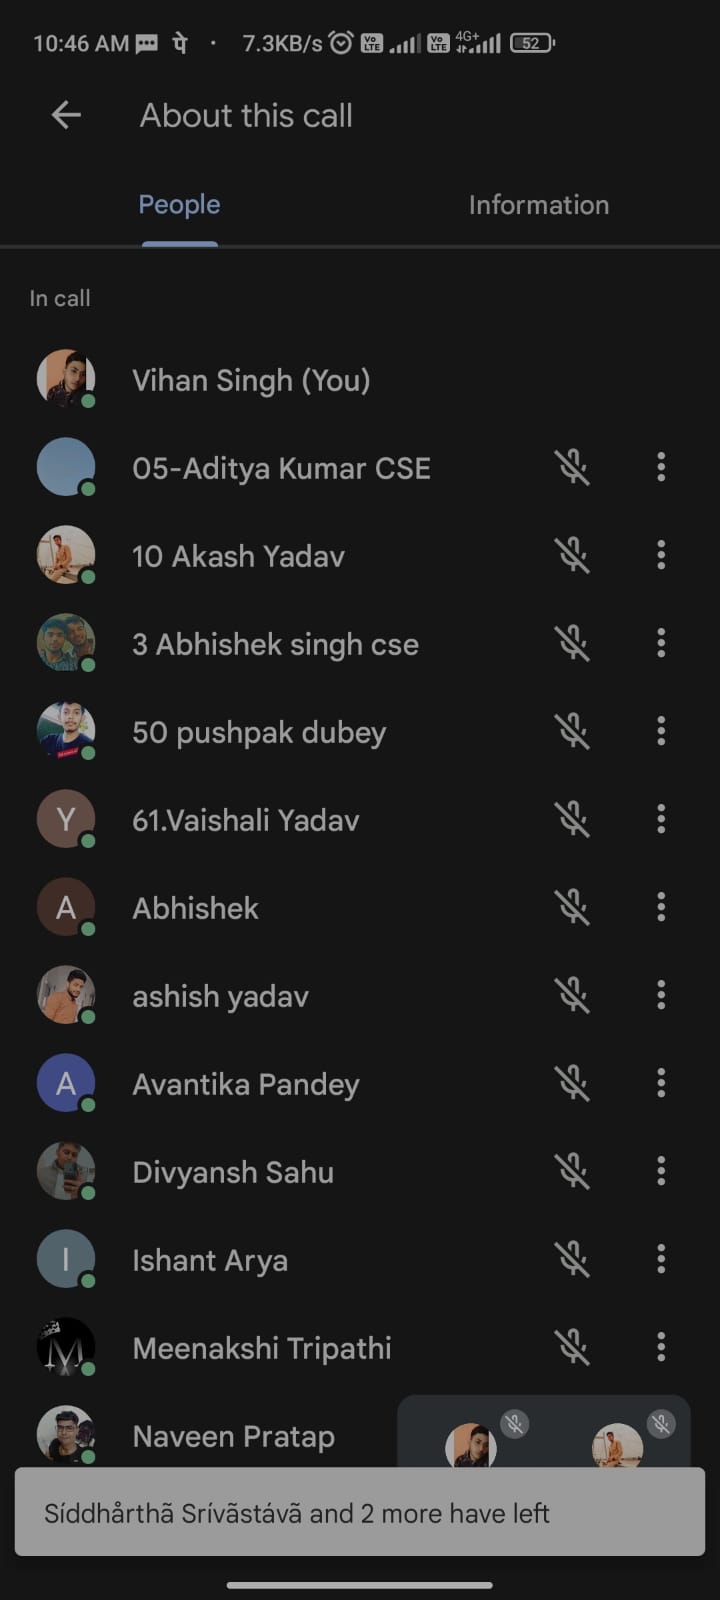 10:46 AM पे · 7.3KB/s Vo LTE Vo LTE 4G+ 52
About this call
People Information
In call
Vihan Singh (You)
05-Aditya Kumar CSE
10 Akash Yadav
3 Abhishek singh cse
50 pushpak dubey
Y 61.Vaishali Yadav
A Abhishek
ashish yadav
A Avantika Pandey
Divyansh Sahu
I Ishant Arya
M Meenakshi Tripathi
Naveen Pratap
Síddhårthã Srívãstávã and 2 more have left